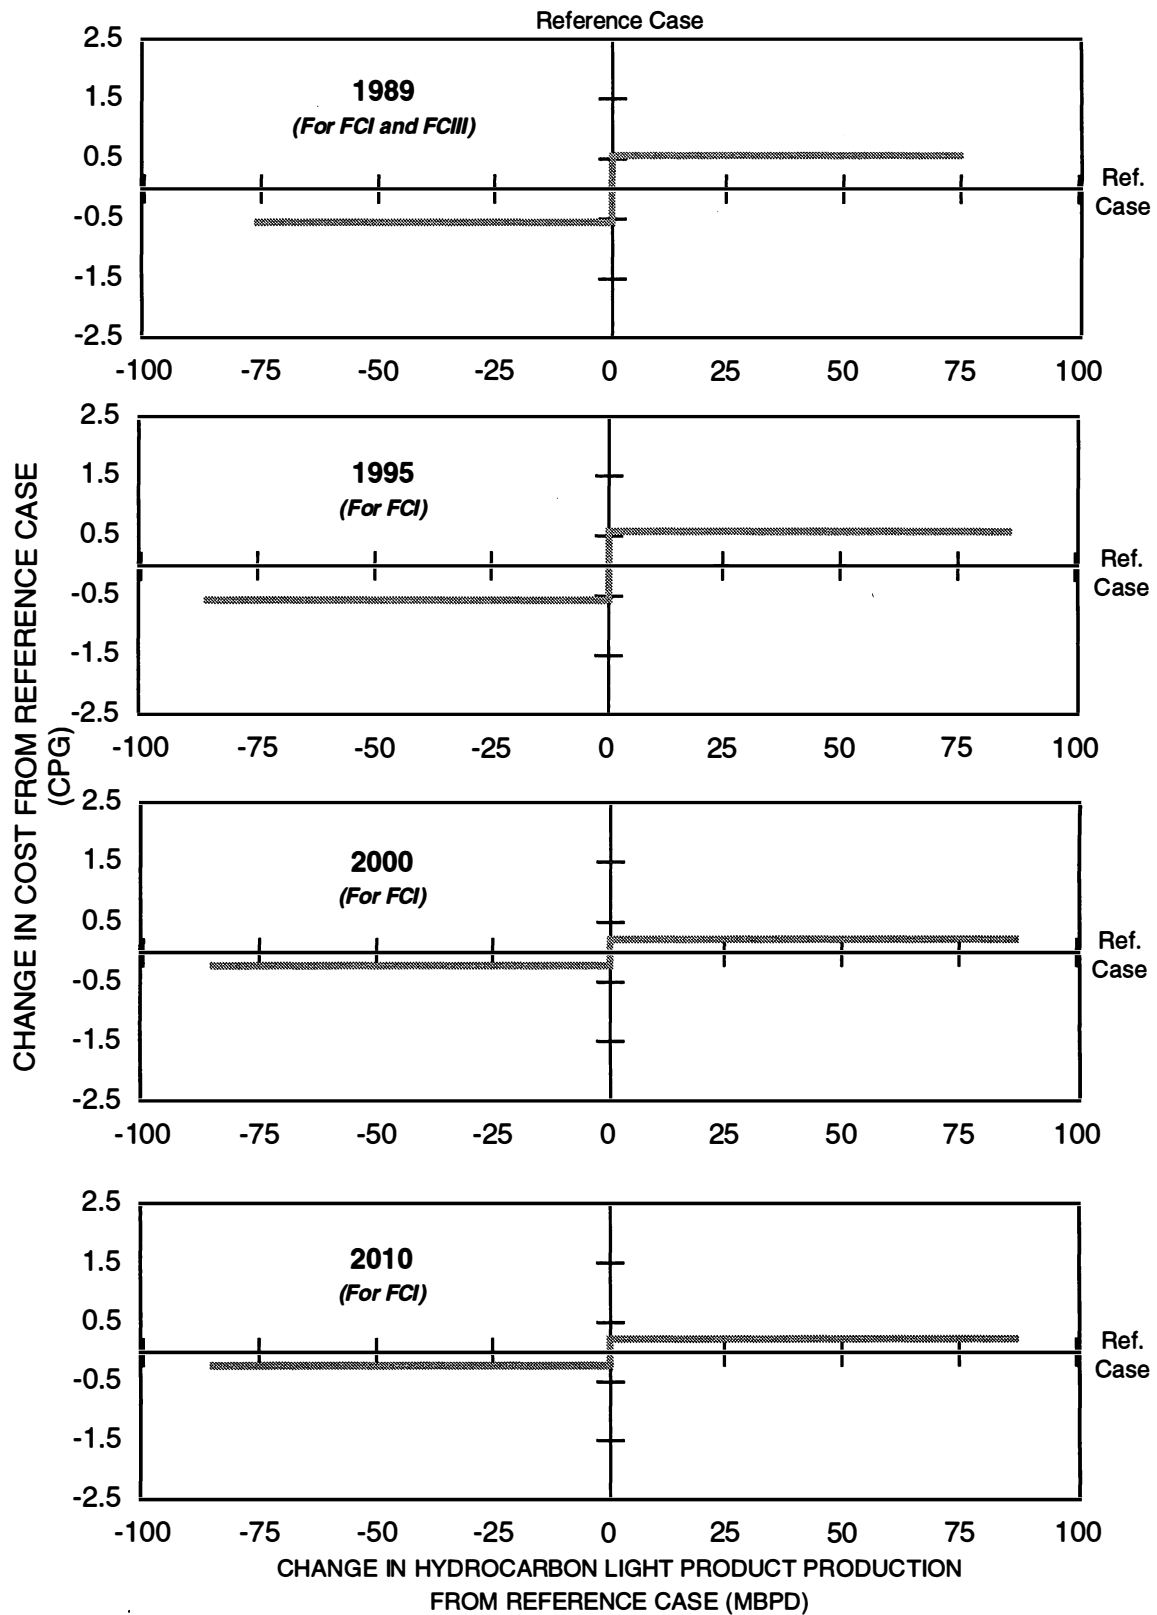 Reference Case
2.5
1.5
0.5
-0.5
-1.5
-2.5
1989
(For FCI and FCIII)
Ref.
Case
-100 -75 -50 -25 0 25 50 75 100
2.5
1.5
0.5
-0.5
-1.5
-2.5
1995
(For FCI)
Ref.
Case
-100 -75 -50 -25 0 25 50 75 100
CHANGE IN COST FROM REFERENCE CASE
(CPG)
2.5
1.5
0.5
-0.5
-1.5
-2.5
2000
(For FCI)
Ref.
Case
-100 -75 -50 -25 0 25 50 75 100
2.5
1.5
0.5
-0.5
-1.5
-2.5
2010
(For FCI)
Ref.
Case
-100 -75 -50 -25 0 25 50 75 100
CHANGE IN HYDROCARBON LIGHT PRODUCT PRODUCTION
FROM REFERENCE CASE (MBPD)